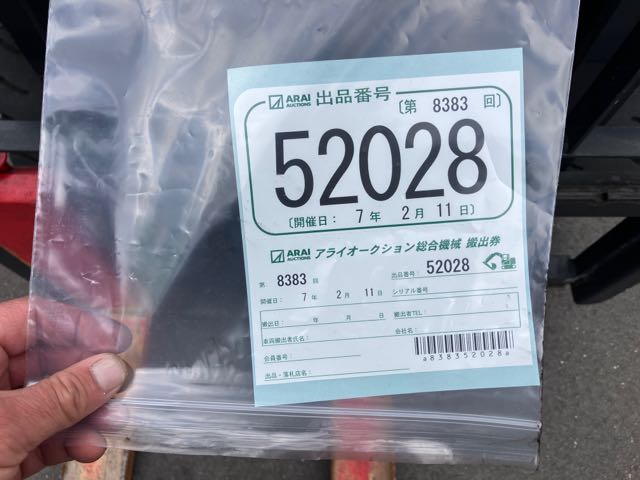 ARAI AUCTIONS 出品番号 〔第 8383 回〕
52028
〔開催日： 7 年 2 月 11 日〕
ARAI AUCTIONS アライオークション総合機械 搬出券
第 8383 回 出品番号： 52028
開催日： 7 年 2 月 11 日 シリアル番号
搬出日： 年 月 日 搬出者TEL：
車両搬出者氏名： 会社名：
会員番号：
a838352028a
出品・落札店名：